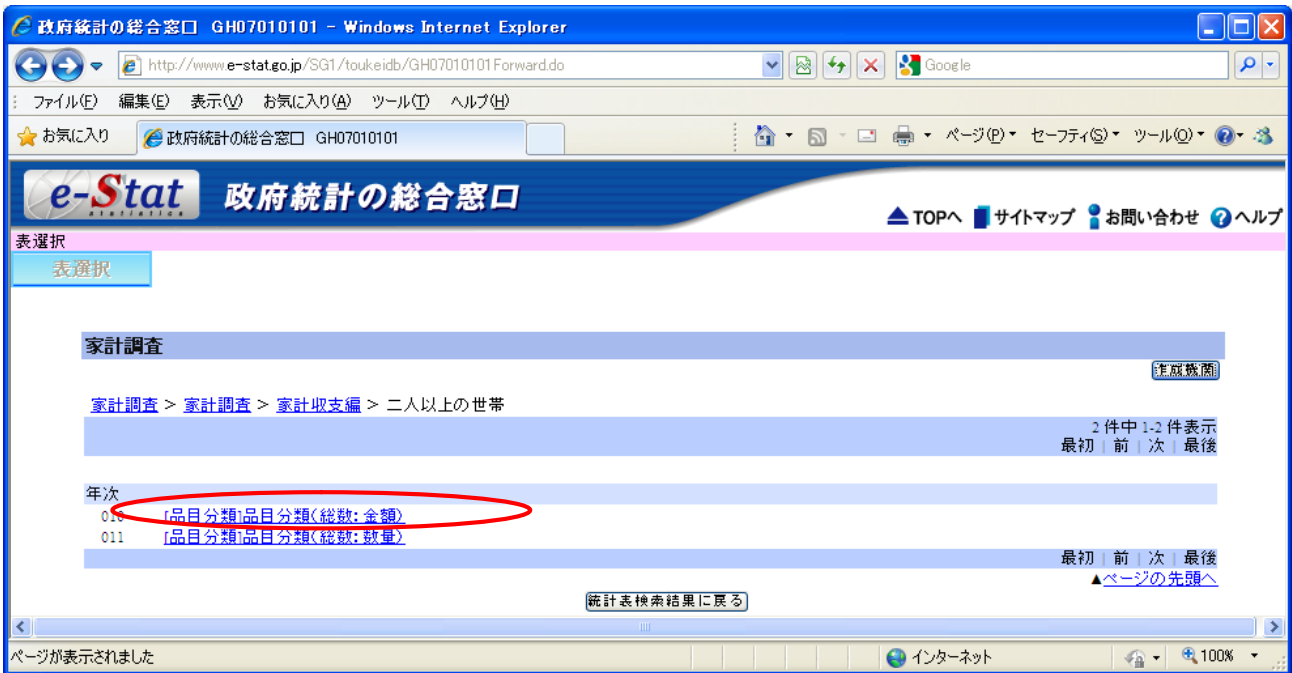 政府統計の総合窓口 GH07010101 - Windows Internet Explorer
http://www.e-stat.go.jp/SG1/toukeidb/GH07010101Forward.do
Google
ファイル(F) 編集(E) 表示(V) お気に入り(A) ツール(T) ヘルプ(H)
お気に入り
政府統計の総合窓口 GH07010101
ページ(P) セーフティ(S) ツール(O)
e-Stat
statistics
政府統計の総合窓口
TOPへ サイトマップ お問い合わせ ヘルプ
表選択
表選択
家計調査
作成機関
家計調査 > 家計調査 > 家計収支編 > 二人以上の世帯
2 件中 1-2 件表示
最初 | 前 | 次 | 最後
年次
010 [品目分類]品目分類(総数:金額)
011 [品目分類]品目分類(総数:数量)
最初 | 前 | 次 | 最後
▲ページの先頭へ
統計表検索結果に戻る
ページが表示されました
インターネット
100%